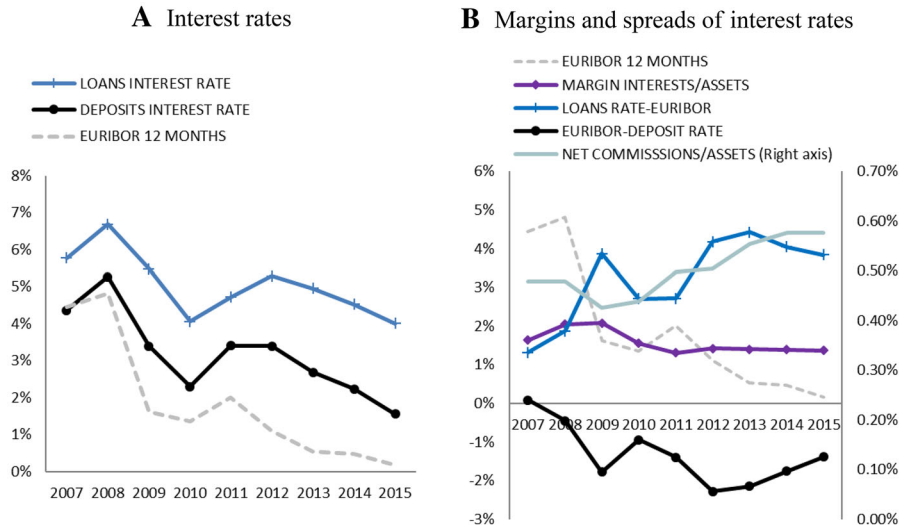 A Interest rates
LOANS INTEREST RATE
DEPOSITS INTEREST RATE
EURIBOR 12 MONTHS
8%
7%
6%
5%
4%
3%
2%
1%
0%
2007 2008 2009 2010 2011 2012 2013 2014 2015
B Margins and spreads of interest rates
EURIBOR 12 MONTHS
MARGIN INTERESTS/ASSETS
LOANS RATE-EURIBOR
EURIBOR-DEPOSIT RATE
NET COMMISSSIONS/ASSETS (Right axis)
6%
5%
4%
3%
2%
1%
0%
-1%
-2%
-3%
2007 2008 2009 2010 2011 2012 2013 2014 2015
0.70%
0.60%
0.50%
0.40%
0.30%
0.20%
0.10%
0.00%